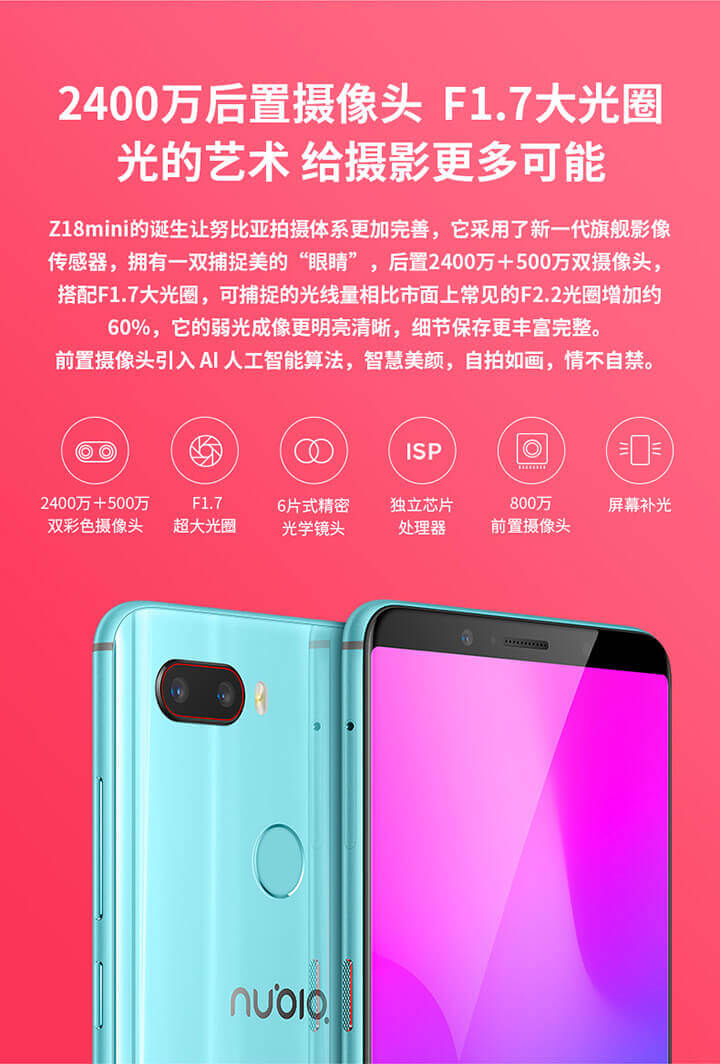 2400万后置摄像头 F1.7大光圈
光的艺术 给摄影更多可能
Z18mini的诞生让努比亚拍摄体系更加完善，它采用了新一代旗舰影像
传感器，拥有一双捕捉美的“眼睛”，后置2400万＋500万双摄像头，
搭配F1.7大光圈，可捕捉的光线量相比市面上常见的F2.2光圈增加约
60%，它的弱光成像更明亮清晰，细节保存更丰富完整。
前置摄像头引入 AI 人工智能算法，智慧美颜，自拍如画，情不自禁。
ISP
2400万＋500万
双彩色摄像头
F1.7
超大光圈
6片式精密
光学镜头
独立芯片
处理器
800万
前置摄像头
屏幕补光
nubia